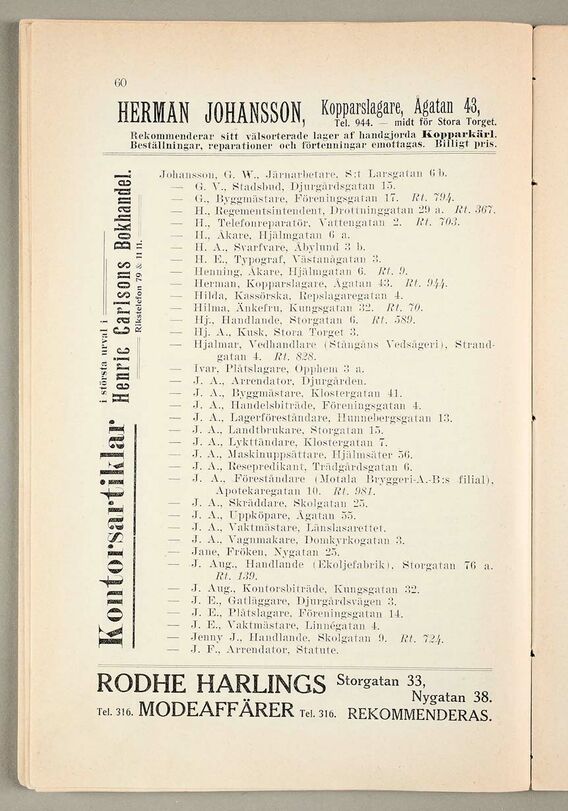 60
HERMAN JOHANSSON, Kopparslagare, Ågatan 43,
Tel. 944. — midt för Stora Torget.
Rekommenderar sitt välsorterade lager af handgjorda Kopparkärl.
Beställningar, reparationer och förtenningar emottagas. Billigt pris.
Kontorsartiklar i största urval i
Henric Carlsons Bokhandel.
Rikstelefon 79 & 11 11.
Johansson, G. W., Järnarbetare, S:t Larsgatan 6 b.
— G. V., Stadsbud, Djurgårdsgatan 15.
— G., Byggmästare, Föreningsgatan 17. Rt. 794.
— H., Regementsintendent, Drottninggatan 29 a. Rt. 367.
— H., Telefonreparatör, Vattengatan 2. Rt. 703.
— H., Åkare, Hjälmgatan 6 a.
— H. A., Svarfvare, Åbylund 3 b.
— H. E., Typograf, Västanågatan 3.
— Henning, Åkare, Hjälmgatan 6. Rt. 9.
— Herman, Kopparslagare, Ågatan 43. Rt. 944.
— Hilda, Kassörska, Repslagaregatan 4.
— Hilma, Änkefru, Kungsgatan 32. Rt. 70.
— Hj., Handlande, Storgatan 6. Rt. 589.
— Hj. A., Kusk, Stora Torget 3.
— Hjalmar, Vedhandlare (Stångåns Vedsågeri), Strand-
gatan 4. Rt. 828.
— Ivar, Plåtslagare, Opphem 3 a.
— J. A., Arrendator, Djurgården.
— J. A., Byggmästare, Klostergatan 41.
— J. A., Handelsbiträde, Föreningsgatan 4.
— J. A., Lagerföreståndare, Hunnebergsgatan 13.
— J. A., Landtbrukare, Storgatan 15.
— J. A., Lykttändare, Klostergatan 7.
— J. A., Maskinuppsättare, Hjälmsäter 56.
— J. A., Resepredikant, Trädgårdsgatan 6.
— J. A., Föreståndare (Motala Bryggeri-A.-B:s filial),
Apotekaregatan 10. Rt. 981.
— J. A., Skräddare, Skolgatan 25.
— J. A., Uppköpare, Ågatan 55.
— J. A., Vaktmästare, Länslasarettet.
— J. A., Vagnmakare, Domkyrkogatan 3.
— Jane, Fröken, Nygatan 25.
— J. Aug., Handlande (Ekoljefabrik), Storgatan 76 a.
Rt. 139.
— J. Aug., Kontorsbiträde, Kungsgatan 32.
— J. E., Gatläggare, Djurgårdsvägen 3.
— J. E., Plåtslagare, Föreningsgatan 14.
— J. E., Vaktmästare, Linnégatan 4.
— Jenny J., Handlande, Skolgatan 9. Rt. 724.
— J. F., Arrendator, Statute.
RODHE HARLINGS Storgatan 33,
Nygatan 38.
Tel. 316. MODEAFFÄRER Tel. 316. REKOMMENDERAS.